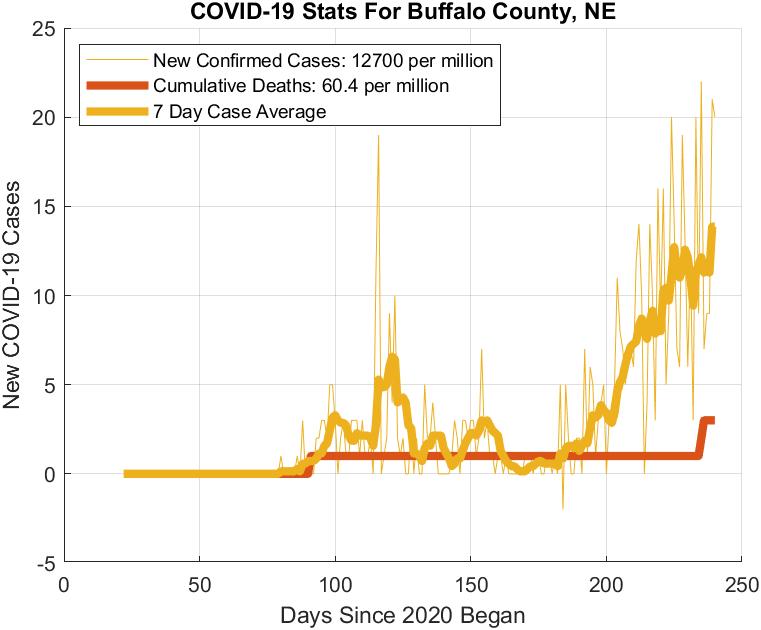 COVID-19 Stats For Buffalo County, NE
New Confirmed Cases: 12700 per million
Cumulative Deaths: 60.4 per million
7 Day Case Average
New COVID-19 Cases
25
20
15
10
5
0
-5
0 50 100 150 200 250
Days Since 2020 Began